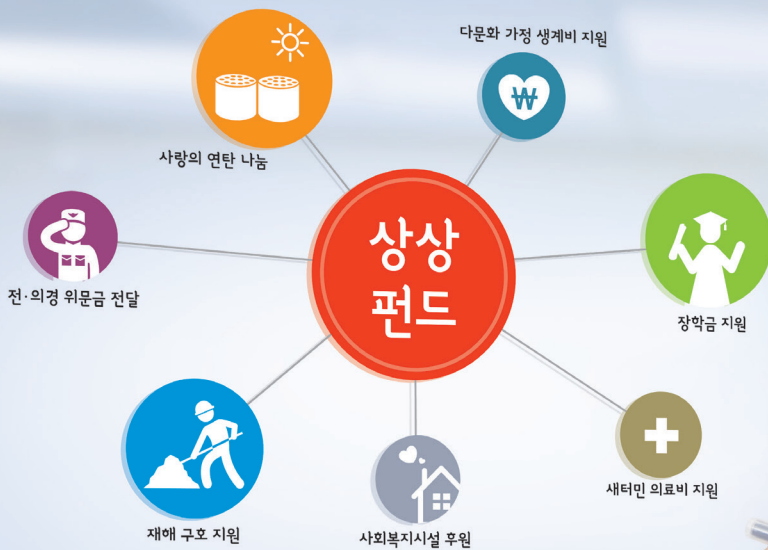 다문화 가정 생계비 지원
사랑의 연탄 나눔
상상
펀드
전·의경 위문금 전달
장학금 지원
새터민 의료비 지원
재해 구호 지원
사회복지시설 후원